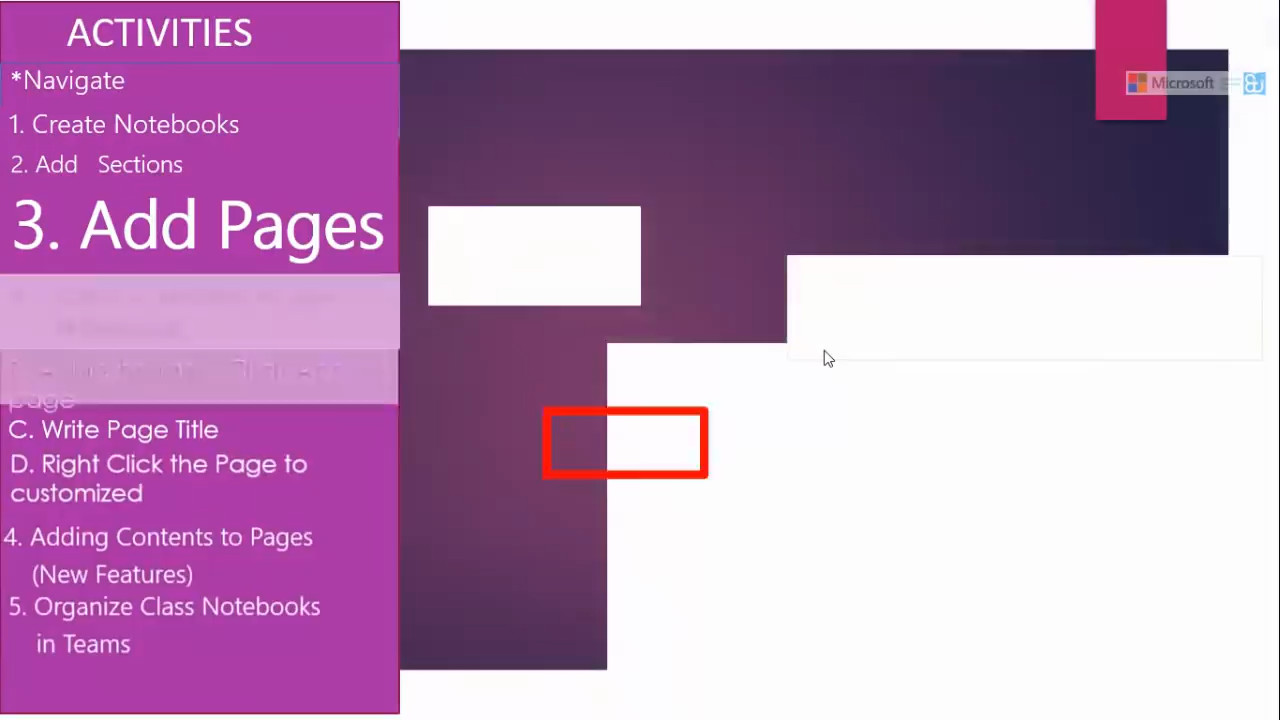 ACTIVITIES
*Navigate
1. Create Notebooks
2. Add Sections
3. Add Pages
page
C. Write Page Title
D. Right Click the Page to
customized
4. Adding Contents to Pages
(New Features)
5. Organize Class Notebooks
in Teams
Microsoft